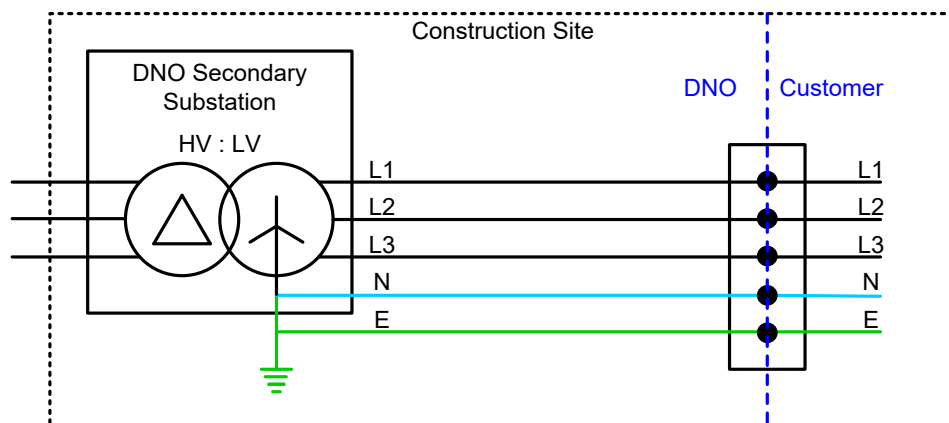 Construction Site
DNO Secondary
Substation
HV : LV
DNO
Customer
L1
L1
L2
L2
L3
L3
N
N
E
E